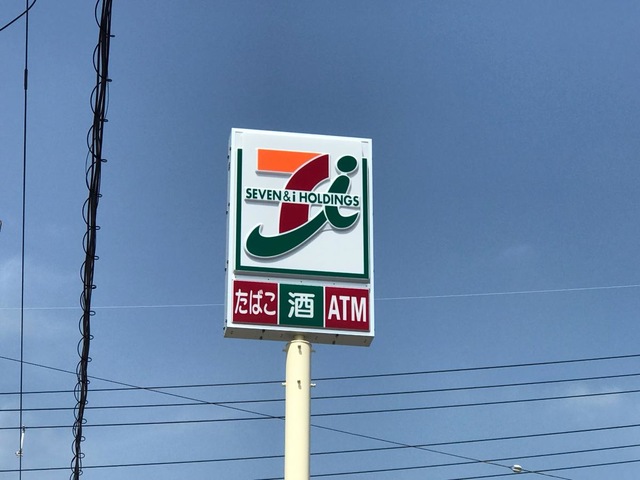 SEVEN & i HOLDINGS
たばこ 酒 ATM